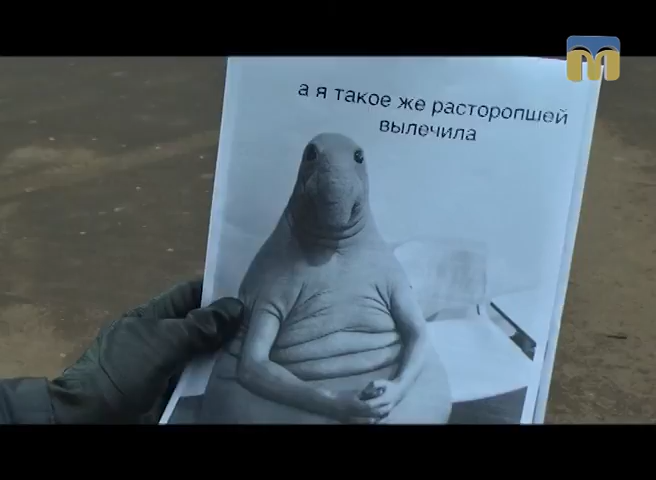 а я такое же расторопшей
вылечила